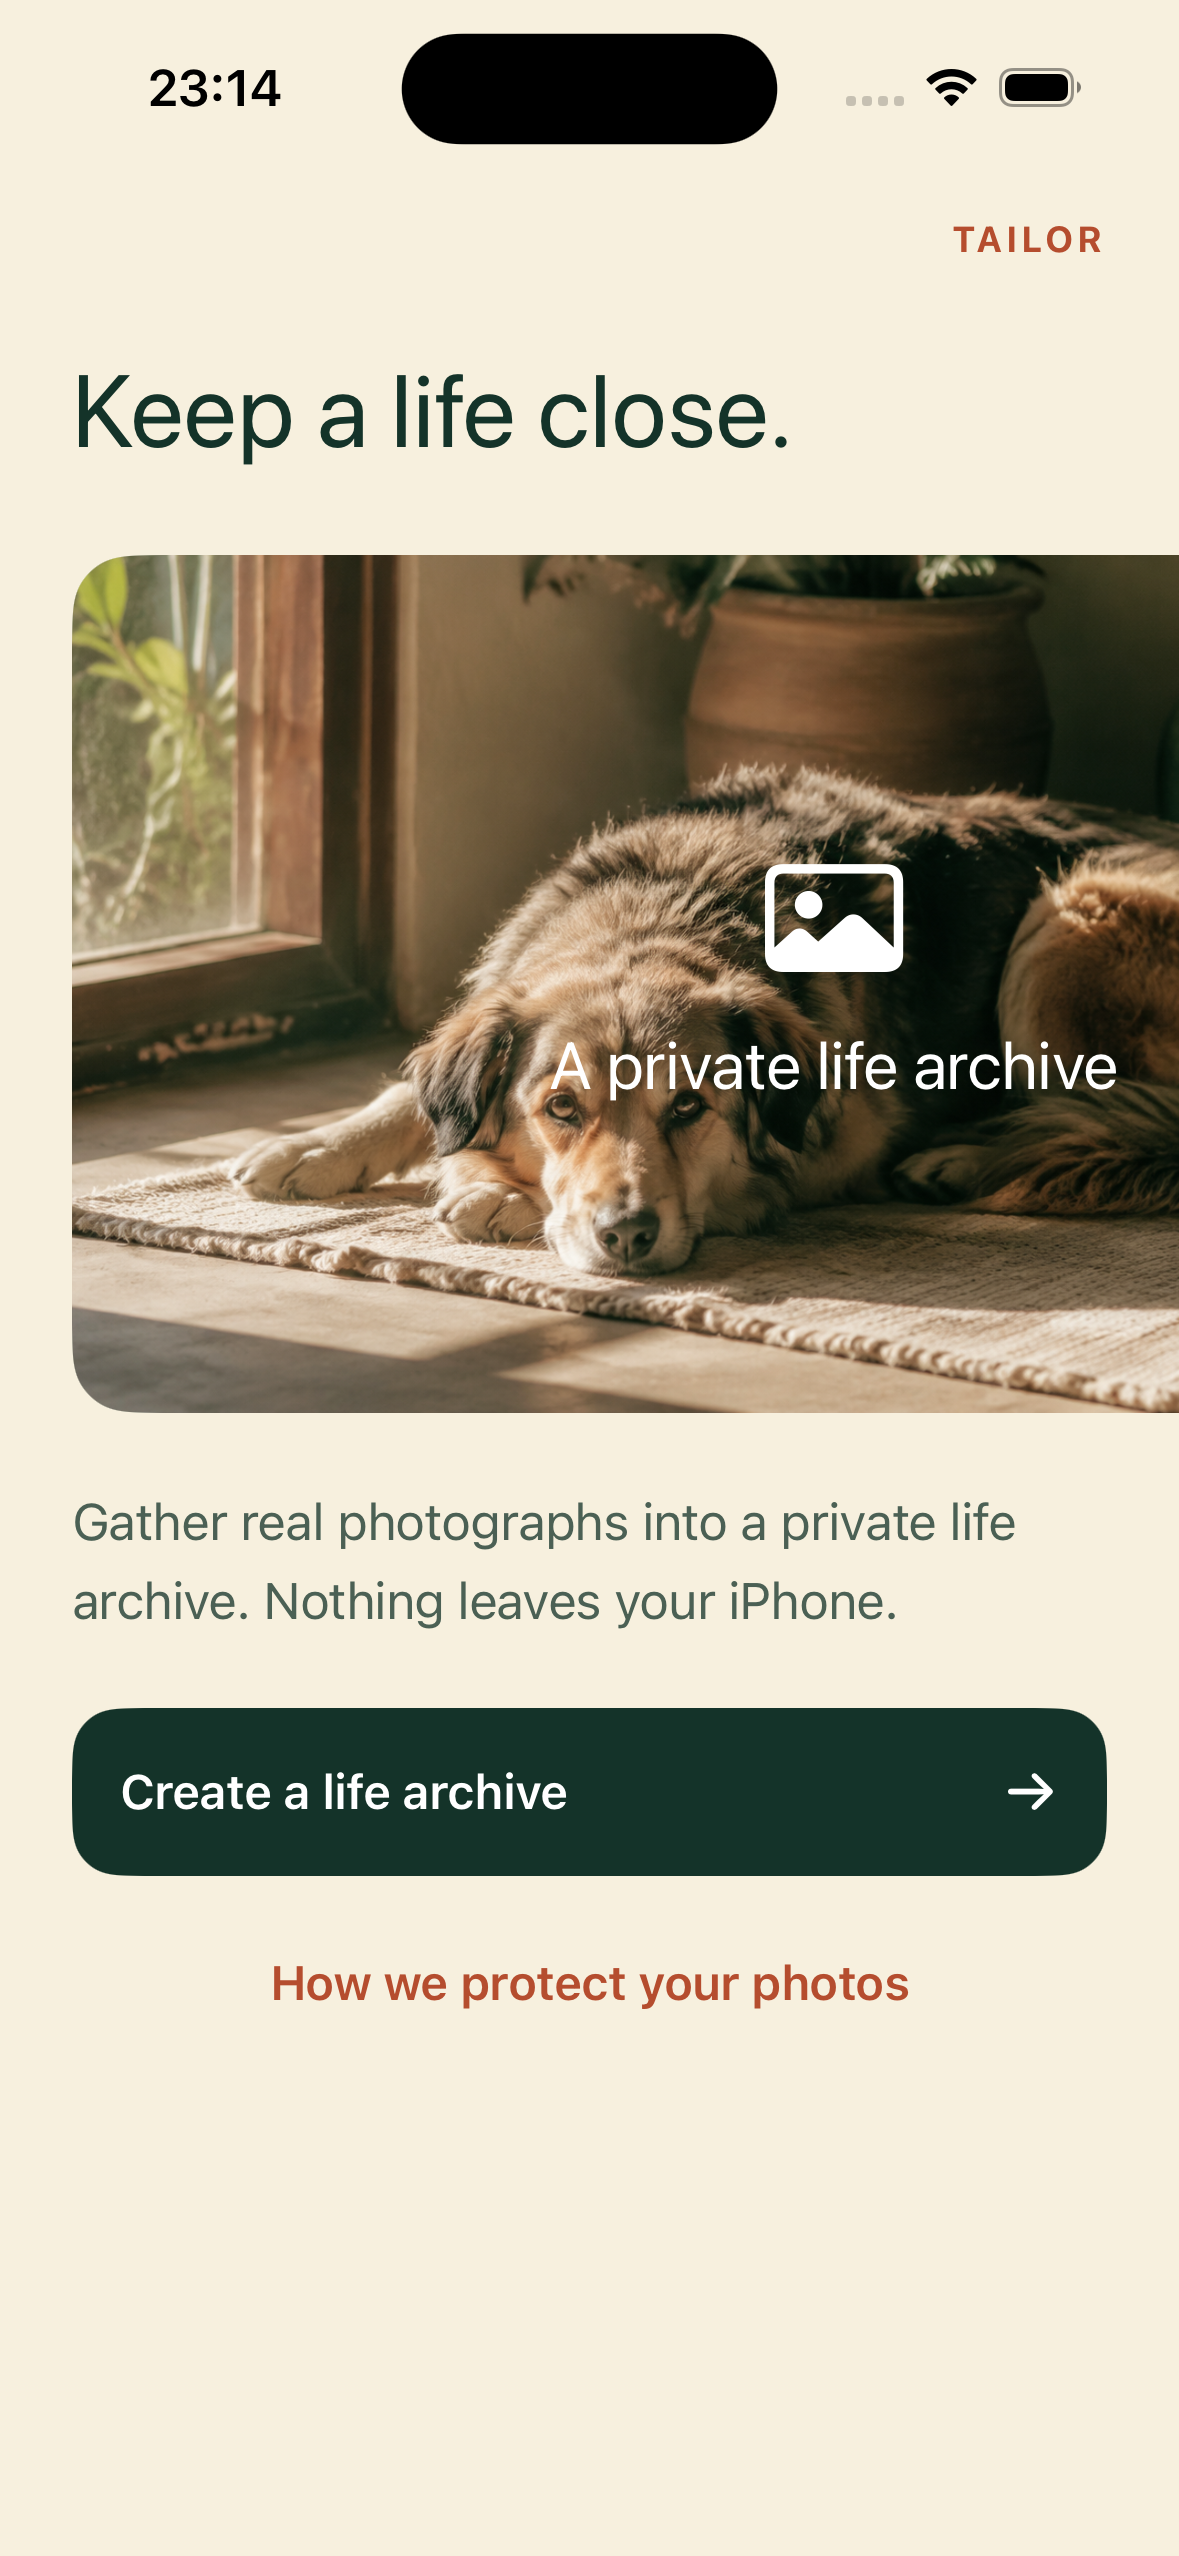 23:14
TAILOR
Keep a life close.
A private life archive
Gather real photographs into a private life
archive. Nothing leaves your iPhone.
Create a life archive
How we protect your photos